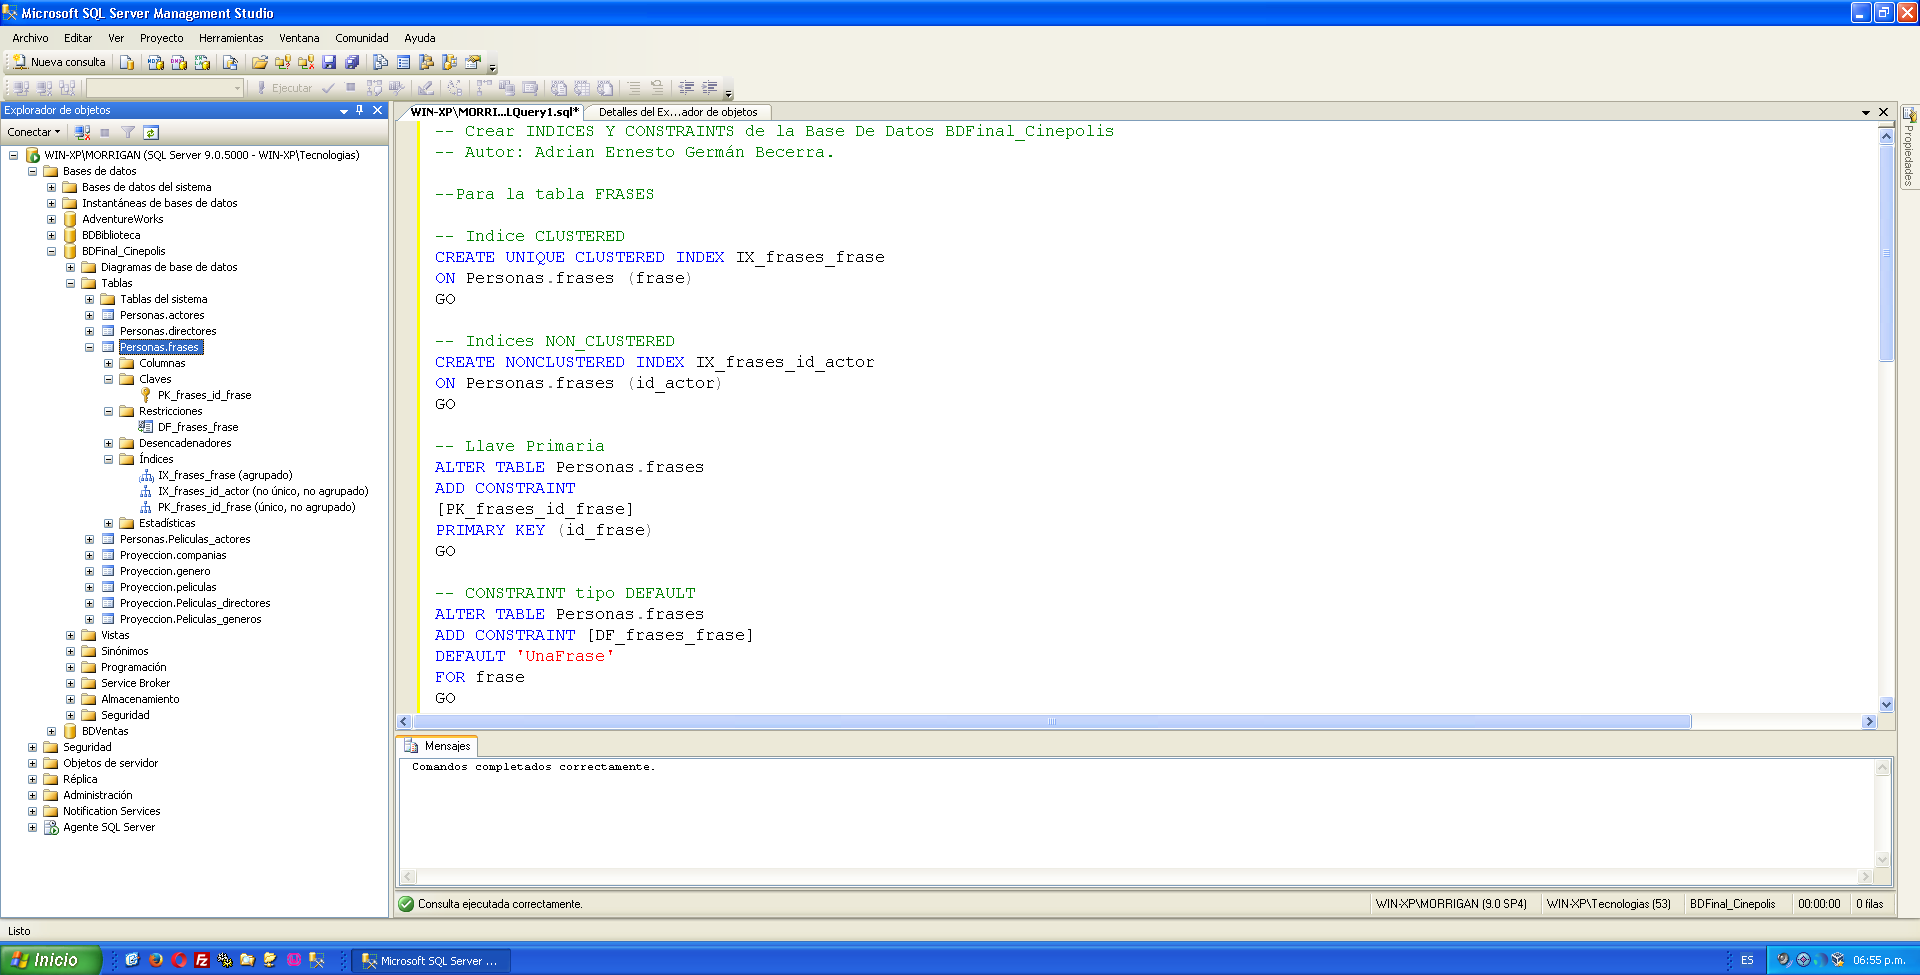 Microsoft SQL Server Management Studio
Archivo Editar Ver Proyecto Herramientas Ventana Comunidad Ayuda
Nueva consulta
Ejecutar
Explorador de objetos
Conectar
WIN-XP\MORRIGAN (SQL Server 9.0.5000 - WIN-XP\Tecnologias)
Bases de datos
Bases de datos del sistema
Instantáneas de bases de datos
AdventureWorks
BDBiblioteca
BDFinal_Cinepolis
Diagramas de base de datos
Tablas
Tablas del sistema
Personas.actores
Personas.directores
Personas.frases
Columnas
Claves
PK_frases_id_frase
Restricciones
DF_frases_frase
Desencadenadores
Índices
IX_frases_frase (agrupado)
IX_frases_id_actor (no único, no agrupado)
PK_frases_id_frase (único, no agrupado)
Estadísticas
Personas.Peliculas_actores
Proyeccion.companias
Proyeccion.genero
Proyeccion.peliculas
Proyeccion.Peliculas_directores
Proyeccion.Peliculas_generos
Vistas
Sinónimos
Programación
Service Broker
Almacenamiento
Seguridad
BDVentas
Seguridad
Objetos de servidor
Réplica
Administración
Notification Services
Agente SQL Server
WIN-XP\MORRI...LQuery1.sql* Detalles del Ex...ador de objetos
-- Crear INDICES Y CONSTRAINTS de la Base De Datos BDFinal_Cinepolis
-- Autor: Adrian Ernesto Germán Becerra.
--Para la tabla FRASES
-- Indice CLUSTERED
CREATE UNIQUE CLUSTERED INDEX IX_frases_frase
ON Personas.frases (frase)
GO
-- Indices NON_CLUSTERED
CREATE NONCLUSTERED INDEX IX_frases_id_actor
ON Personas.frases (id_actor)
GO
-- Llave Primaria
ALTER TABLE Personas.frases
ADD CONSTRAINT
[PK_frases_id_frase]
PRIMARY KEY (id_frase)
GO
-- CONSTRAINT tipo DEFAULT
ALTER TABLE Personas.frases
ADD CONSTRAINT [DF_frases_frase]
DEFAULT 'UnaFrase'
FOR frase
GO
Propiedades
Mensajes
Comandos completados correctamente.
Consulta ejecutada correctamente. WIN-XP\MORRIGAN (9.0 SP4) WIN-XP\Tecnologias (53) BDFinal_Cinepolis 00:00:00 0 filas
Listo
Inicio Microsoft SQL Server ... ES 06:55 p.m.